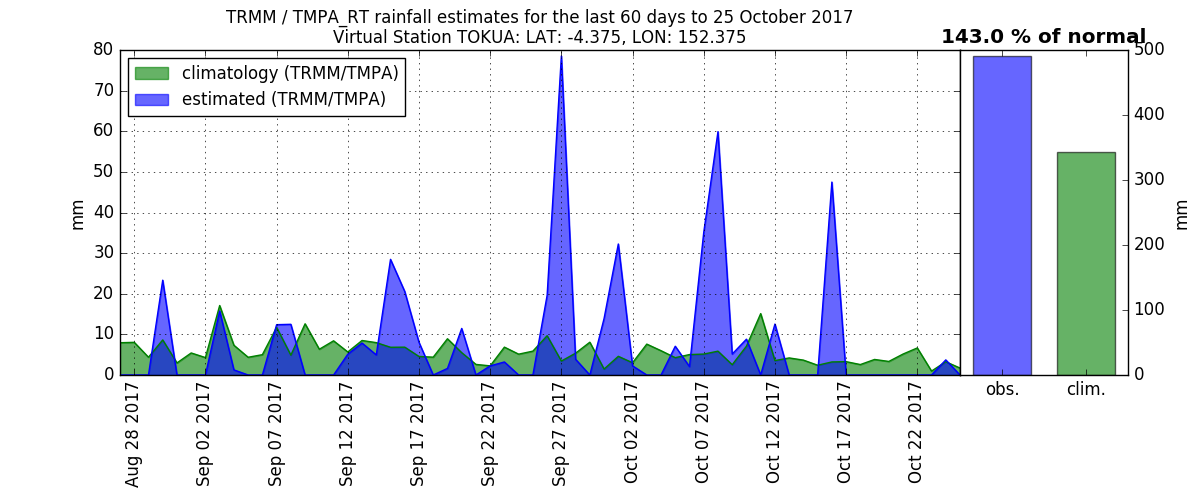 TRMM / TMPA_RT rainfall estimates for the last 60 days to 25 October 2017
Virtual Station TOKUA: LAT: -4.375, LON: 152.375
143.0 % of normal
climatology (TRMM/TMPA)
estimated (TRMM/TMPA)
80
70
60
50
40
30
20
10
0
mm
Aug 28 2017
Sep 02 2017
Sep 07 2017
Sep 12 2017
Sep 17 2017
Sep 22 2017
Sep 27 2017
Oct 02 2017
Oct 07 2017
Oct 12 2017
Oct 17 2017
Oct 22 2017
obs.
clim.
500
400
300
200
100
0
mm